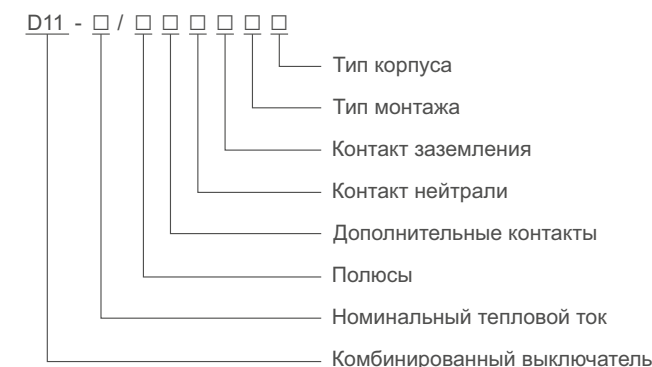 D11 - □ / □ □ □ □ □ □
Тип корпуса
Тип монтажа
Контакт заземления
Контакт нейтрали
Дополнительные контакты
Полюсы
Номинальный тепловой ток
Комбинированный выключатель